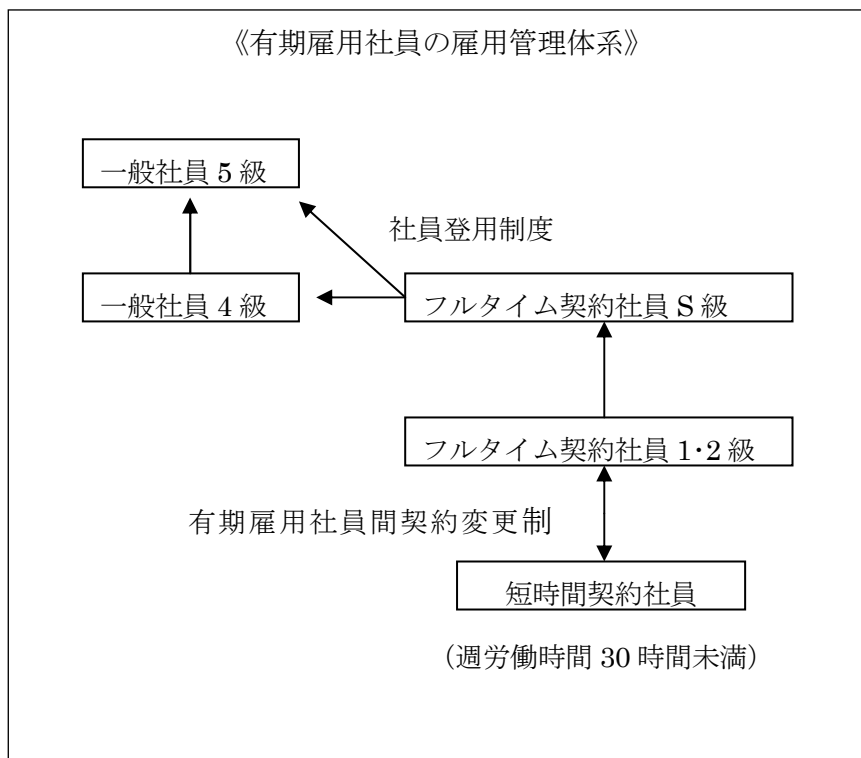 《有期雇用社員の雇用管理体系》
一般社員 5 級
社員登用制度
一般社員 4 級
フルタイム契約社員 S 級
フルタイム契約社員 1・2 級
有期雇用社員間契約変更制
短時間契約社員
（週労働時間 30 時間未満）